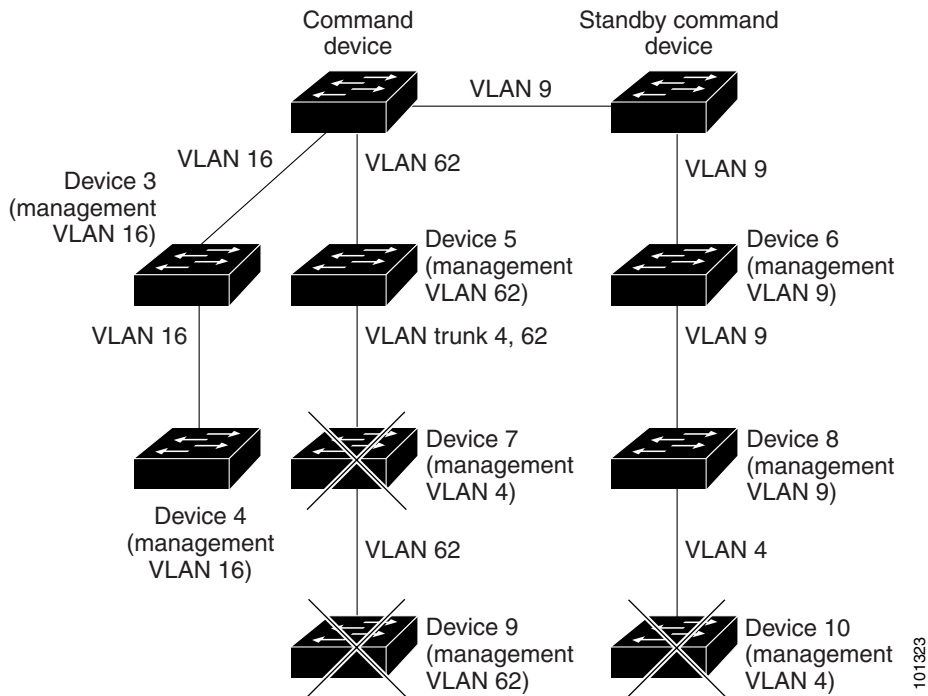 Command
device
Standby command
device
VLAN 9
VLAN 16
VLAN 62
VLAN 9
Device 3
(management
VLAN 16)
Device 5
(management
VLAN 62)
Device 6
(management
VLAN 9)
VLAN 16
VLAN trunk 4, 62
VLAN 9
Device 7
(management
VLAN 4)
Device 8
(management
VLAN 9)
Device 4
(management
VLAN 16)
VLAN 62
VLAN 4
Device 9
(management
VLAN 62)
Device 10
(management
VLAN 4)
101323